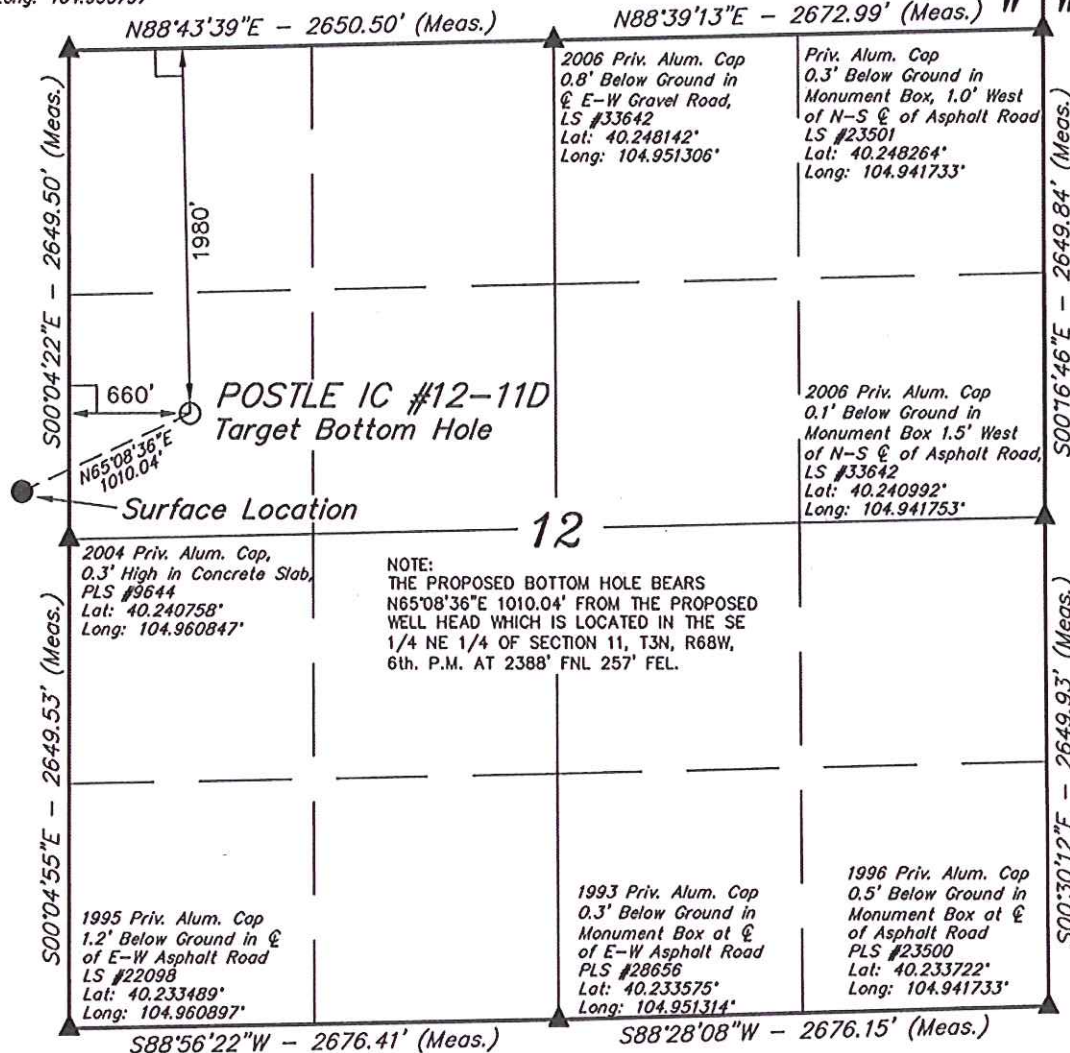 N88°43'39"E - 2650.50' (Meas.)
N88°39'13"E - 2672.99' (Meas.)
2006 Priv. Alum. Cap
0.8' Below Ground in
℄ E-W Gravel Road,
LS #33642
Lat: 40.248142°
Long: 104.951306°
Priv. Alum. Cap
0.3' Below Ground in
Monument Box, 1.0' West
of N-S ℄ of Asphalt Road
LS #23501
Lat: 40.248264°
Long: 104.941733°
S00°04'22"E - 2649.50' (Meas.)
1980'
S00°16'46"E - 2649.84' (Meas.)
660'
POSTLE IC #12-11D
Target Bottom Hole
N65°08'36"E
1010.04'
Surface Location
2006 Priv. Alum. Cap
0.1' Below Ground in
Monument Box 1.5' West
of N-S ℄ of Asphalt Road,
LS #33642
Lat: 40.240992°
Long: 104.941753°
12
2004 Priv. Alum. Cap,
0.3' High in Concrete Slab,
PLS #9644
Lat: 40.240758°
Long: 104.960847°
NOTE:
THE PROPOSED BOTTOM HOLE BEARS
N65°08'36"E 1010.04' FROM THE PROPOSED
WELL HEAD WHICH IS LOCATED IN THE SE
1/4 NE 1/4 OF SECTION 11, T3N, R68W,
6th. P.M. AT 2388' FNL 257' FEL.
S00°04'55"E - 2649.53' (Meas.)
S00°30'12"E - 2649.93' (Meas.)
1995 Priv. Alum. Cap
1.2' Below Ground in ℄
of E-W Asphalt Road
LS #22098
Lat: 40.233489°
Long: 104.960897°
1993 Priv. Alum. Cap
0.3' Below Ground in
Monument Box at ℄
of E-W Asphalt Road
PLS #28656
Lat: 40.233575°
Long: 104.951314°
1996 Priv. Alum. Cap
0.5' Below Ground in
Monument Box at ℄
of Asphalt Road
PLS #23500
Lat: 40.233722°
Long: 104.941733°
S88°56'22"W - 2676.41' (Meas.)
S88°28'08"W - 2676.15' (Meas.)